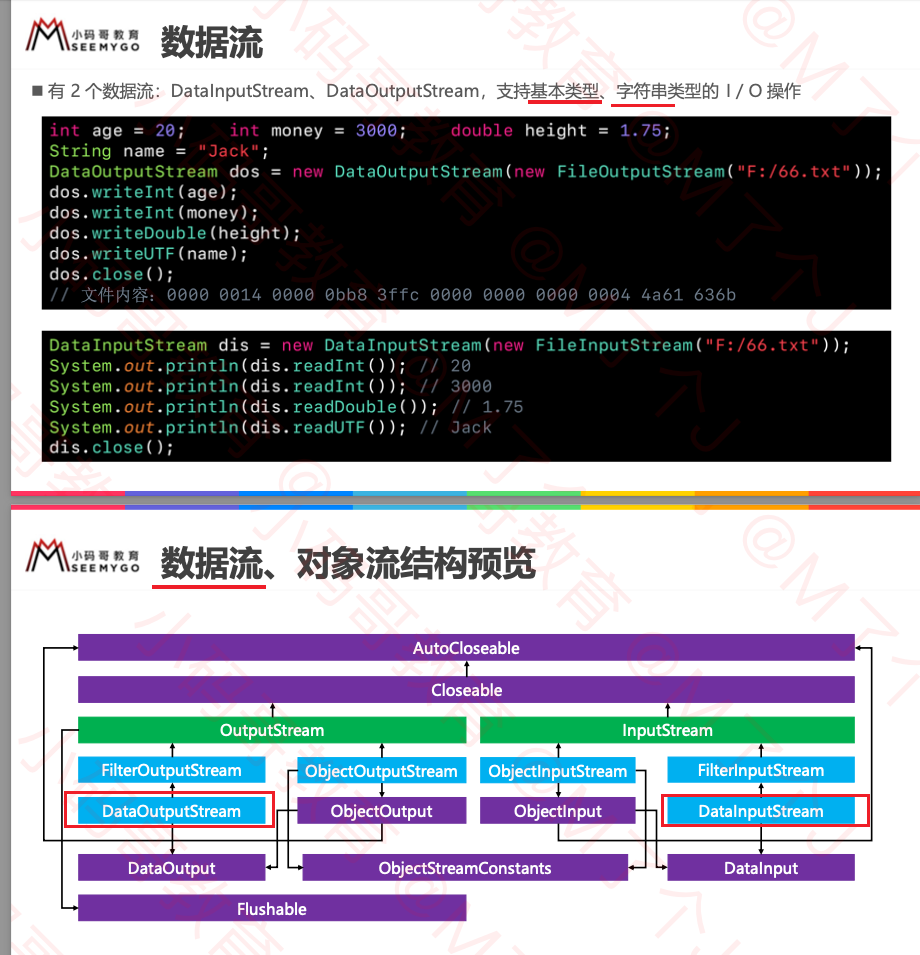 小码哥教育
SEEMYGO
数据流
■ 有 2 个数据流：DataInputStream、DataOutputStream，支持基本类型、字符串类型的 I / O 操作
int age = 20;    int money = 3000;    double height = 1.75;
String name = "Jack";
DataOutputStream dos = new DataOutputStream(new FileOutputStream("F:/66.txt"));
dos.writeInt(age);
dos.writeInt(money);
dos.writeDouble(height);
dos.writeUTF(name);
dos.close();
// 文件内容：0000 0014 0000 0bb8 3ffc 0000 0000 0000 0004 4a61 636b
DataInputStream dis = new DataInputStream(new FileInputStream("F:/66.txt"));
System.out.println(dis.readInt()); // 20
System.out.println(dis.readInt()); // 3000
System.out.println(dis.readDouble()); // 1.75
System.out.println(dis.readUTF()); // Jack
dis.close();
小码哥教育
SEEMYGO
数据流、对象流结构预览
AutoCloseable
Closeable
OutputStream
InputStream
FilterOutputStream
ObjectOutputStream
ObjectInputStream
FilterInputStream
DataOutputStream
ObjectOutput
ObjectInput
DataInputStream
DataOutput
ObjectStreamConstants
DataInput
Flushable